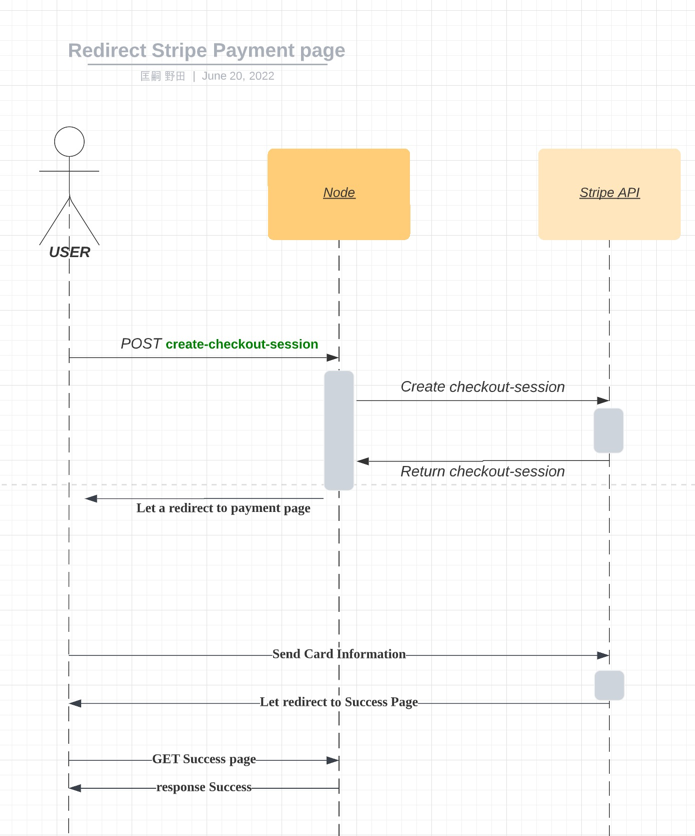 Redirect Stripe Payment page
匡嗣 野田 | June 20, 2022
Node
Stripe API
USER
POST create-checkout-session
Create checkout-session
Return checkout-session
Let a redirect to payment page
Send Card Information
Let redirect to Success Page
GET Success page
response Success